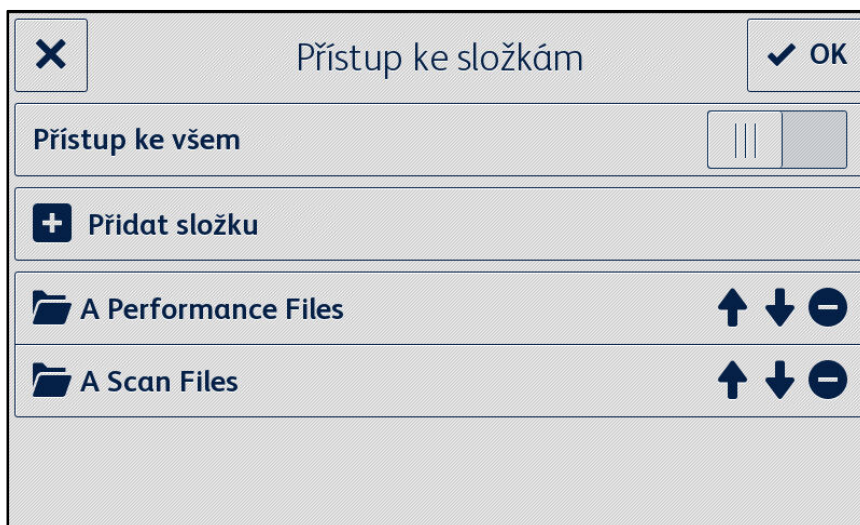 Přístup ke složkám
OK
Přístup ke všem
Přidat složku
A Performance Files
A Scan Files